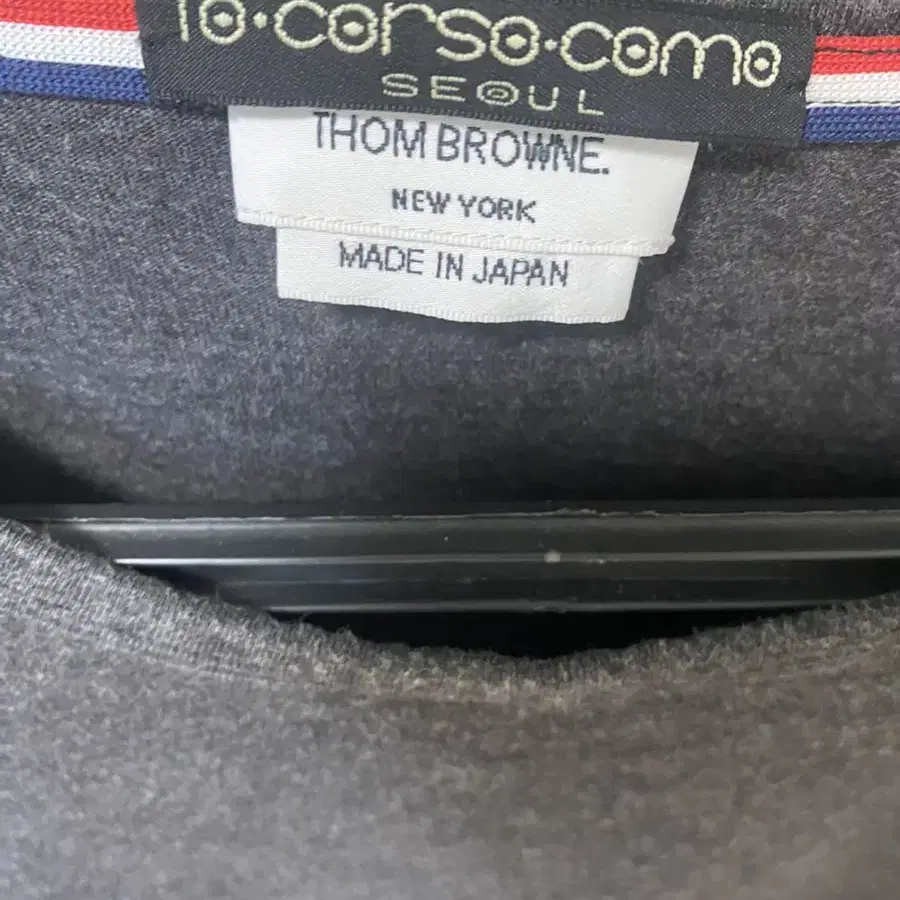 10·corso·como
SEOUL
THOM BROWNE.
NEW YORK
MADE IN JAPAN